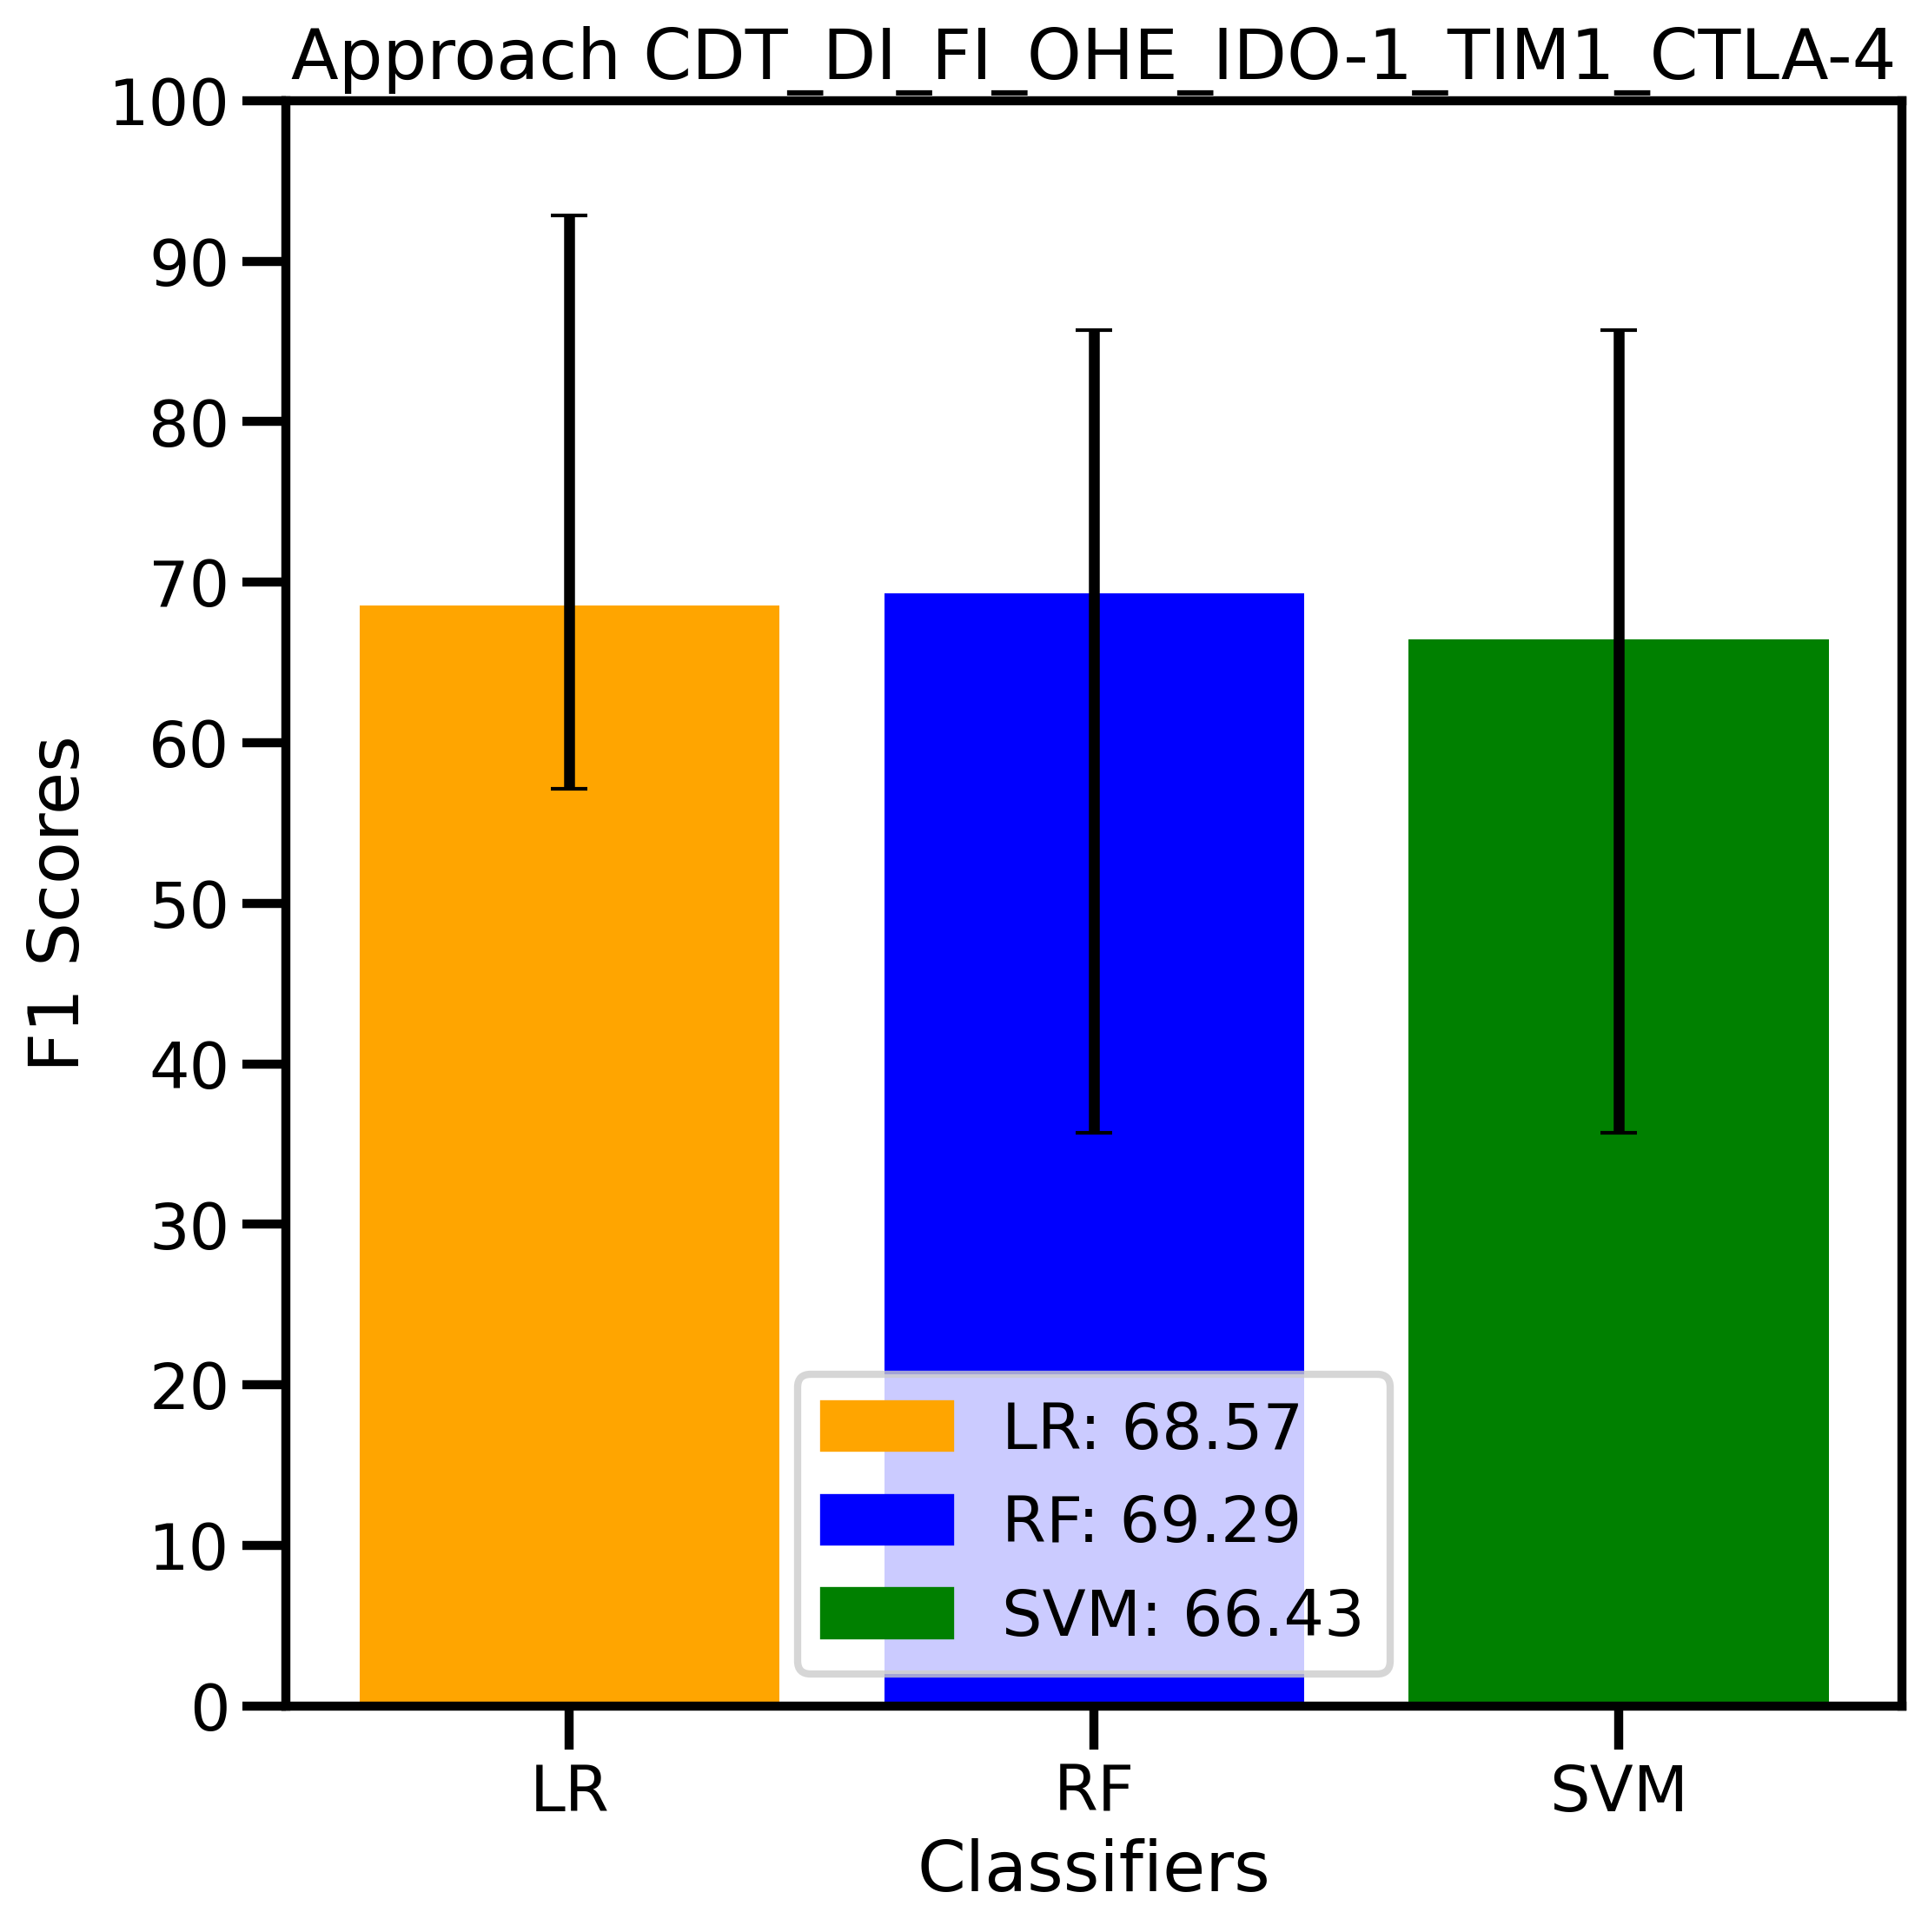 Approach CDT_DI_FI_OHE_IDO-1_TIM1_CTLA-4
100
90
80
70
60
50
40
30
20
10
0
F1 Scores
LR: 68.57
RF: 69.29
SVM: 66.43
LR RF SVM
Classifiers